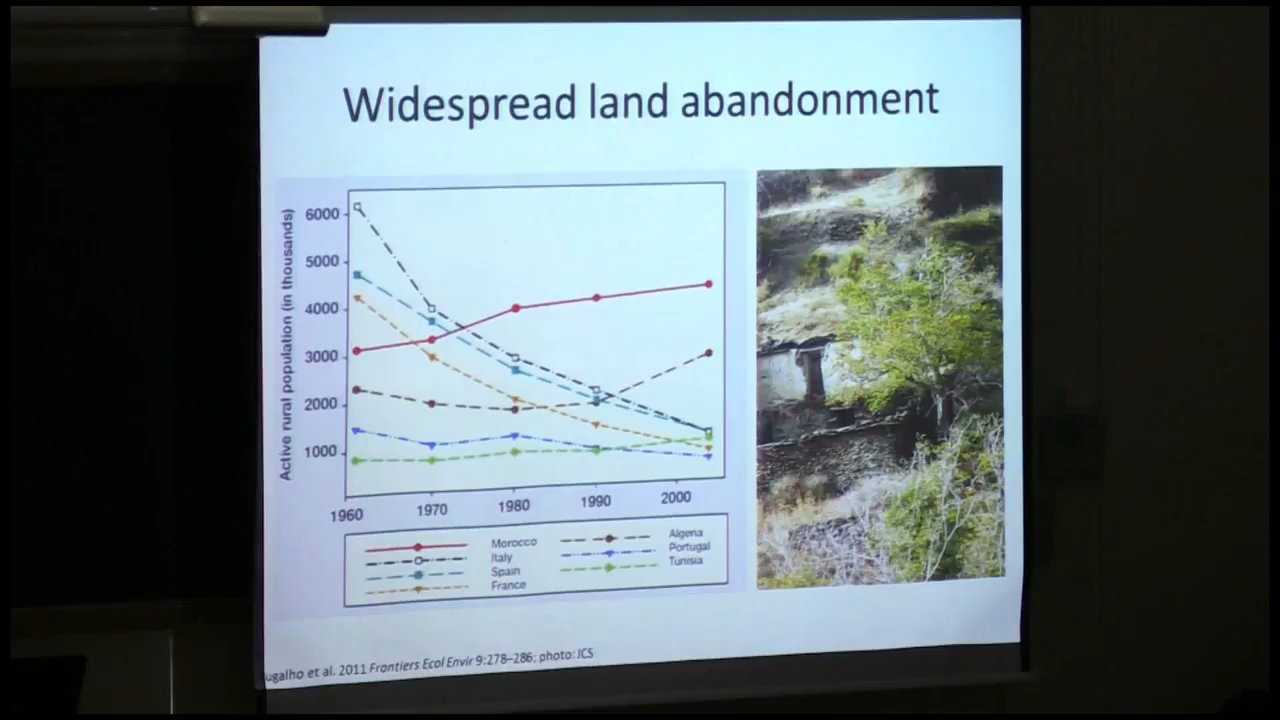 Widespread land abandonment
Active rural population (in thousands)
6000
5000
4000
3000
2000
1000
1960
1970
1980
1990
2000
Morocco
Italy
Spain
France
Algeria
Portugal
Tunisia
ugalho et al. 2011 Frontiers Ecol Envir 9:278–286; photo: JCS